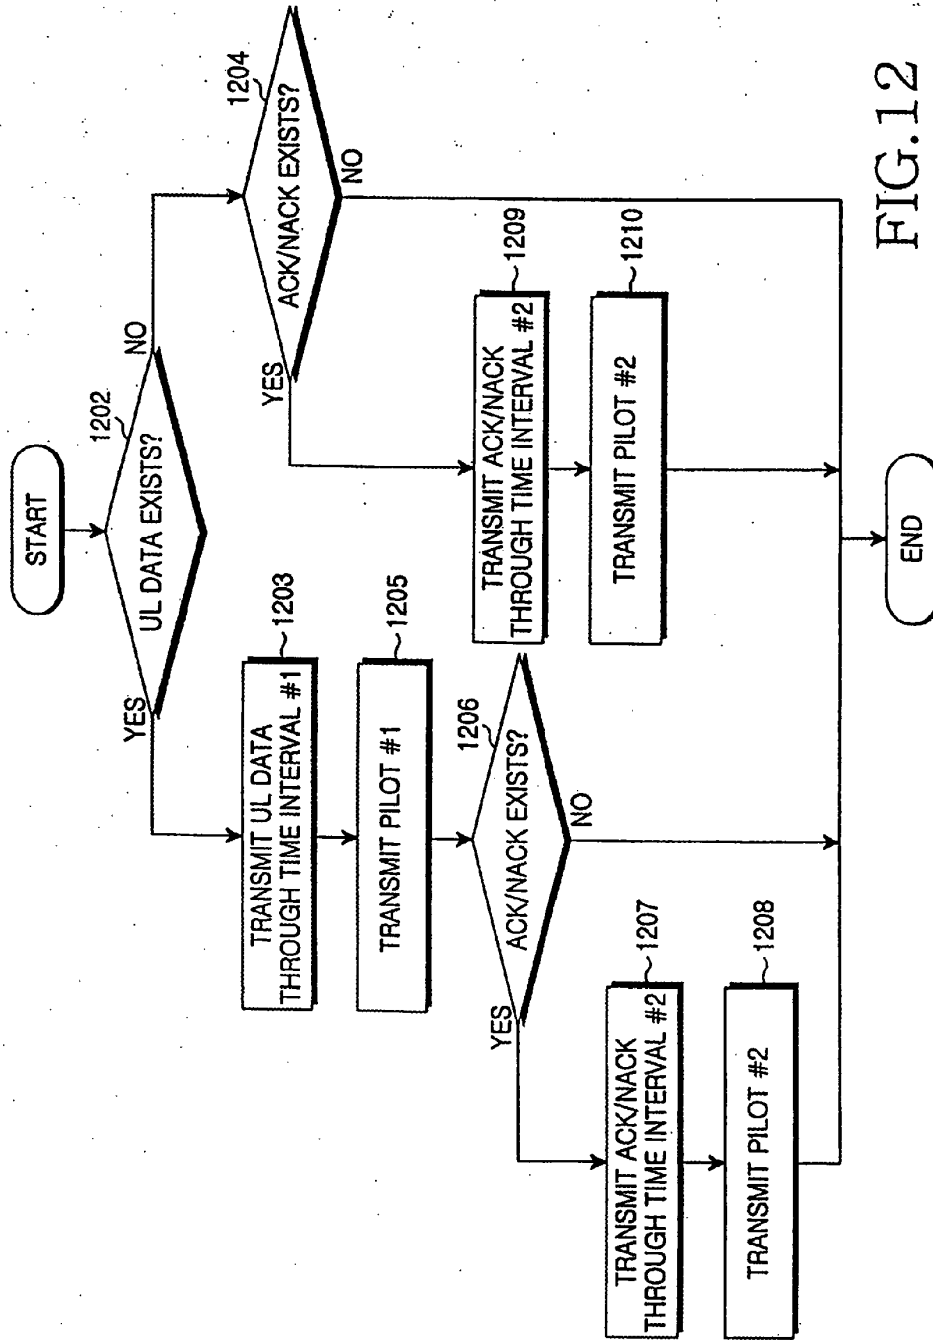 START
1202
UL DATA EXISTS?
YES
NO
1203
TRANSMIT UL DATA
THROUGH TIME INTERVAL #1
1205
TRANSMIT PILOT #1
1206
ACK/NACK EXISTS?
YES
NO
1207
TRANSMIT ACK/NACK
THROUGH TIME INTERVAL #2
1208
TRANSMIT PILOT #2
1204
ACK/NACK EXISTS?
YES
NO
1209
TRANSMIT ACK/NACK
THROUGH TIME INTERVAL #2
1210
TRANSMIT PILOT #2
END
FIG.12